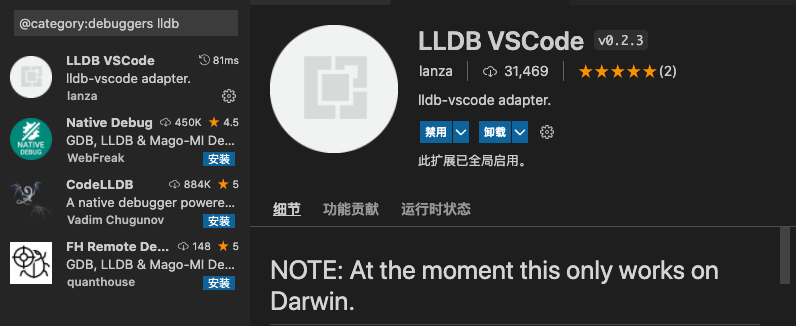 @category:debuggers lldb
LLDB VSCode 81ms
lldb-vscode adapter.
lanza
Native Debug 450K ★ 4.5
GDB, LLDB & Mago-MI De...
WebFreak 安装
NATIVE
DEBUG
CodeLLDB 884K ★ 5
A native debugger powere...
Vadim Chugunov 安装
FH Remote De... 148 ★ 5
GDB, LLDB & Mago-MI De...
quanthouse 安装
LLDB VSCode v0.2.3
lanza 31,469 ★★★★★(2)
lldb-vscode adapter.
禁用 卸载
此扩展已全局启用。
细节 功能贡献 运行时状态
NOTE: At the moment this only works on
Darwin.